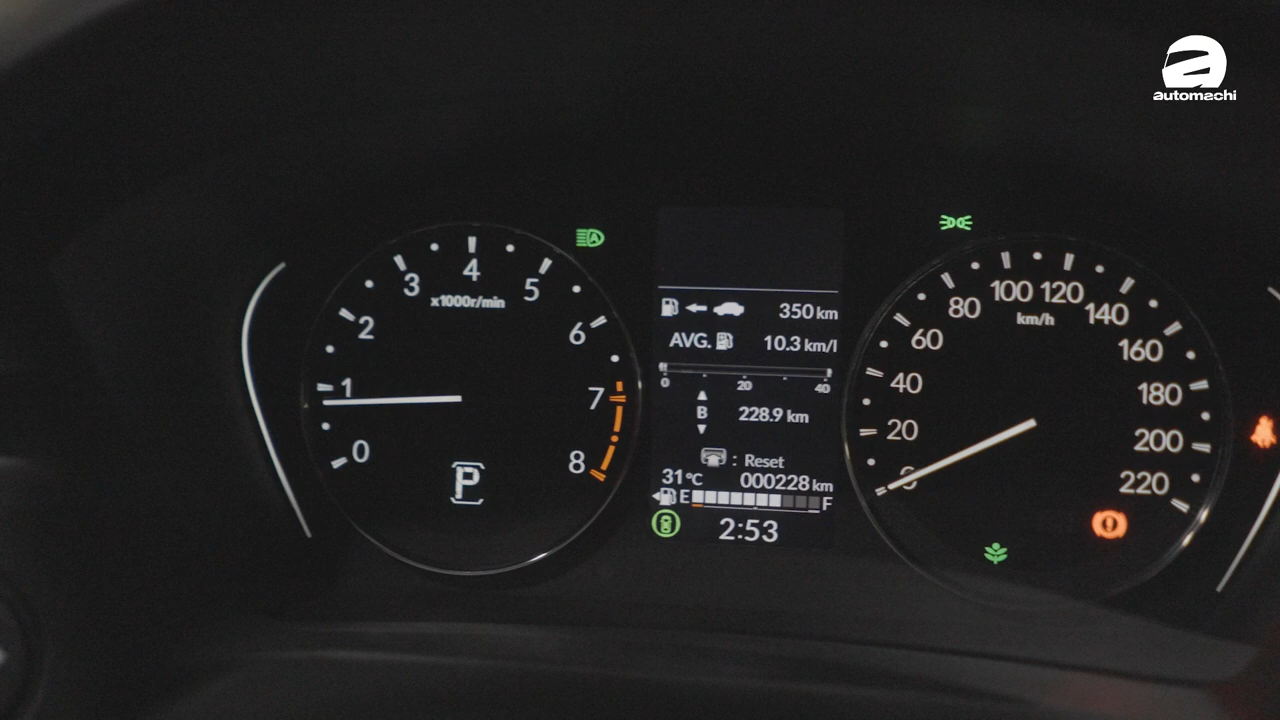 automachi
0
1
2
3
4
5
6
7
8
x1000r/min
P
A
350 km
AVG. 10.3 km/l
0 20 40
B 228.9 km
: Reset
31°C 000228 km
E F
2:53
0
20
40
60
80
100
120
140
160
180
200
220
km/h